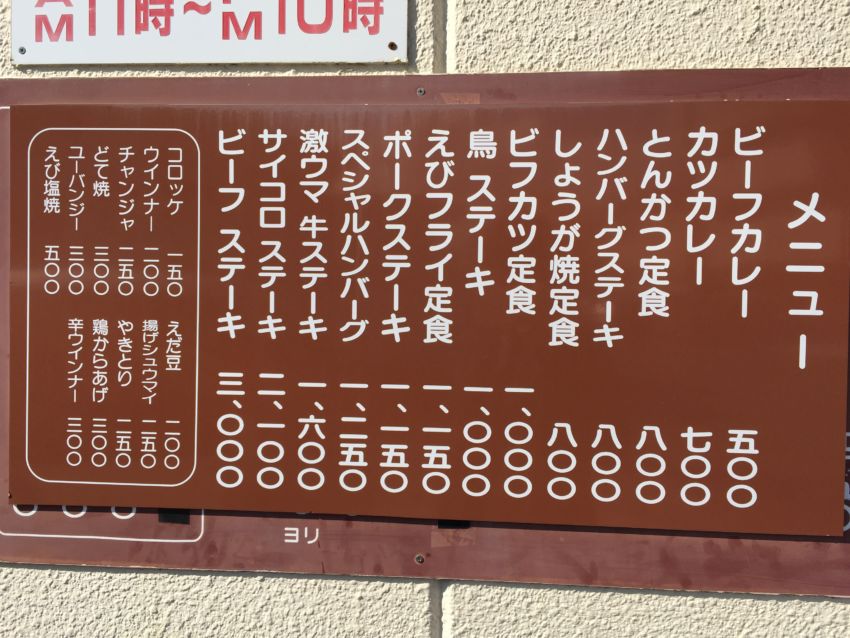 AM11時～PM10時
メニュー
ビーフカレー 五〇〇
カツカレー 七〇〇
とんかつ定食 八〇〇
ハンバーグステーキ 八〇〇
しょうが焼定食 八〇〇
ビフカツ定食 一、〇〇〇
鳥 ステーキ 一、〇〇〇
えびフライ定食 一、一五〇
ポークステーキ 一、一五〇
スペシャルハンバーグ 一、二五〇
激ウマ 牛ステーキ 一、六〇〇
サイコロ ステーキ 二、一〇〇
ビーフ ステーキ 三、〇〇〇
コロッケ 一五〇
ウインナー 二〇〇
チャンジャ 二五〇
どて焼 三〇〇
ユーバンジー 三〇〇
えび塩焼 五〇〇
えだ豆 二〇〇
揚げシュウマイ 二五〇
やきとり 二五〇
鶏からあげ 三〇〇
辛ウインナー 三〇〇
ヨリ